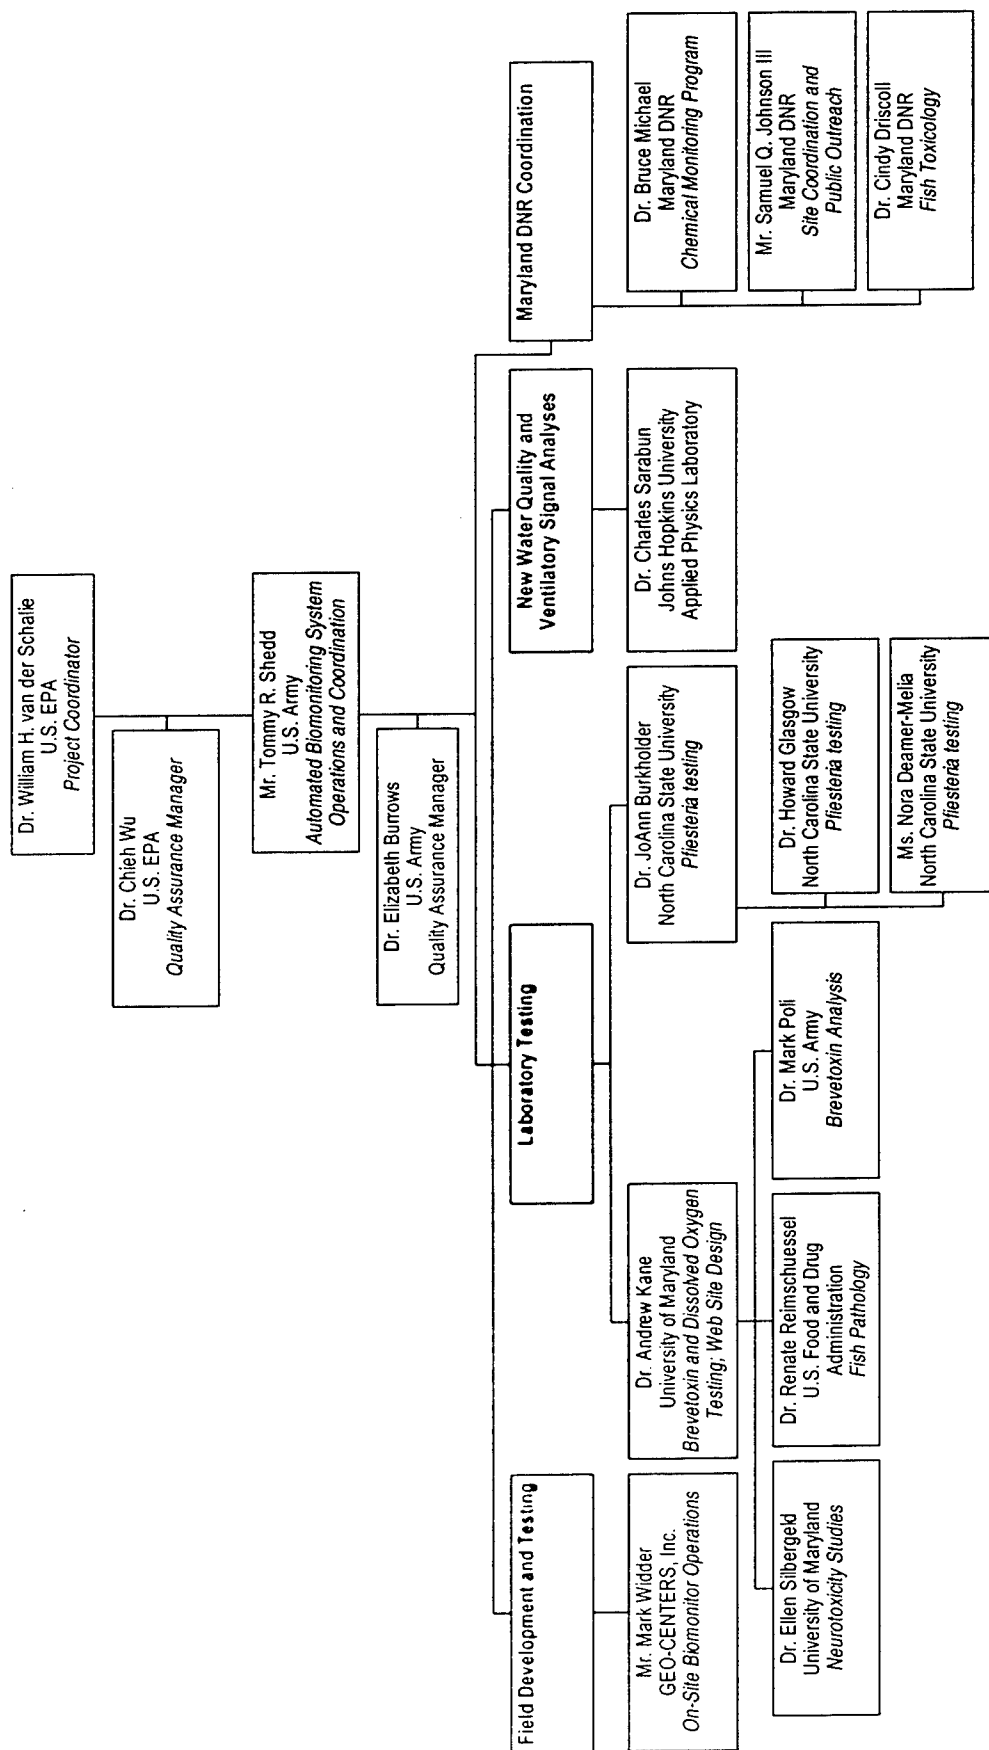 Dr. William H. van der Schalie
U.S. EPA
Project Coordinator
Dr. Chieh Wu
U.S. EPA
Quality Assurance Manager
Mr. Tommy R. Shedd
U.S. Army
Automated Biomonitoring System
Operations and Coordination
Dr. Elizabeth Burrows
U.S. Army
Quality Assurance Manager
Field Development and Testing
Laboratory Testing
New Water Quality and
Ventilatory Signal Analyses
Maryland DNR Coordination
Mr. Mark Widder
GEO-CENTERS, Inc.
On-Site Biomonitor Operations
Dr. Andrew Kane
University of Maryland
Brevetoxin and Dissolved Oxygen
Testing; Web Site Design
Dr. JoAnn Burkholder
North Carolina State University
Pfiesteria testing
Dr. Charles Sarabun
Johns Hopkins University
Applied Physics Laboratory
Dr. Bruce Michael
Maryland DNR
Chemical Monitoring Program
Dr. Ellen Silbergeld
University of Maryland
Neurotoxicity Studies
Dr. Renate Reimschuessel
U.S. Food and Drug
Administration
Fish Pathology
Dr. Mark Poli
U.S. Army
Brevetoxin Analysis
Dr. Howard Glasgow
North Carolina State University
Pfiesteria testing
Mr. Samuel Q. Johnson III
Maryland DNR
Site Coordination and
Public Outreach
Ms. Nora Deamer-Melia
North Carolina State University
Pfiesteria testing
Dr. Cindy Driscoll
Maryland DNR
Fish Toxicology